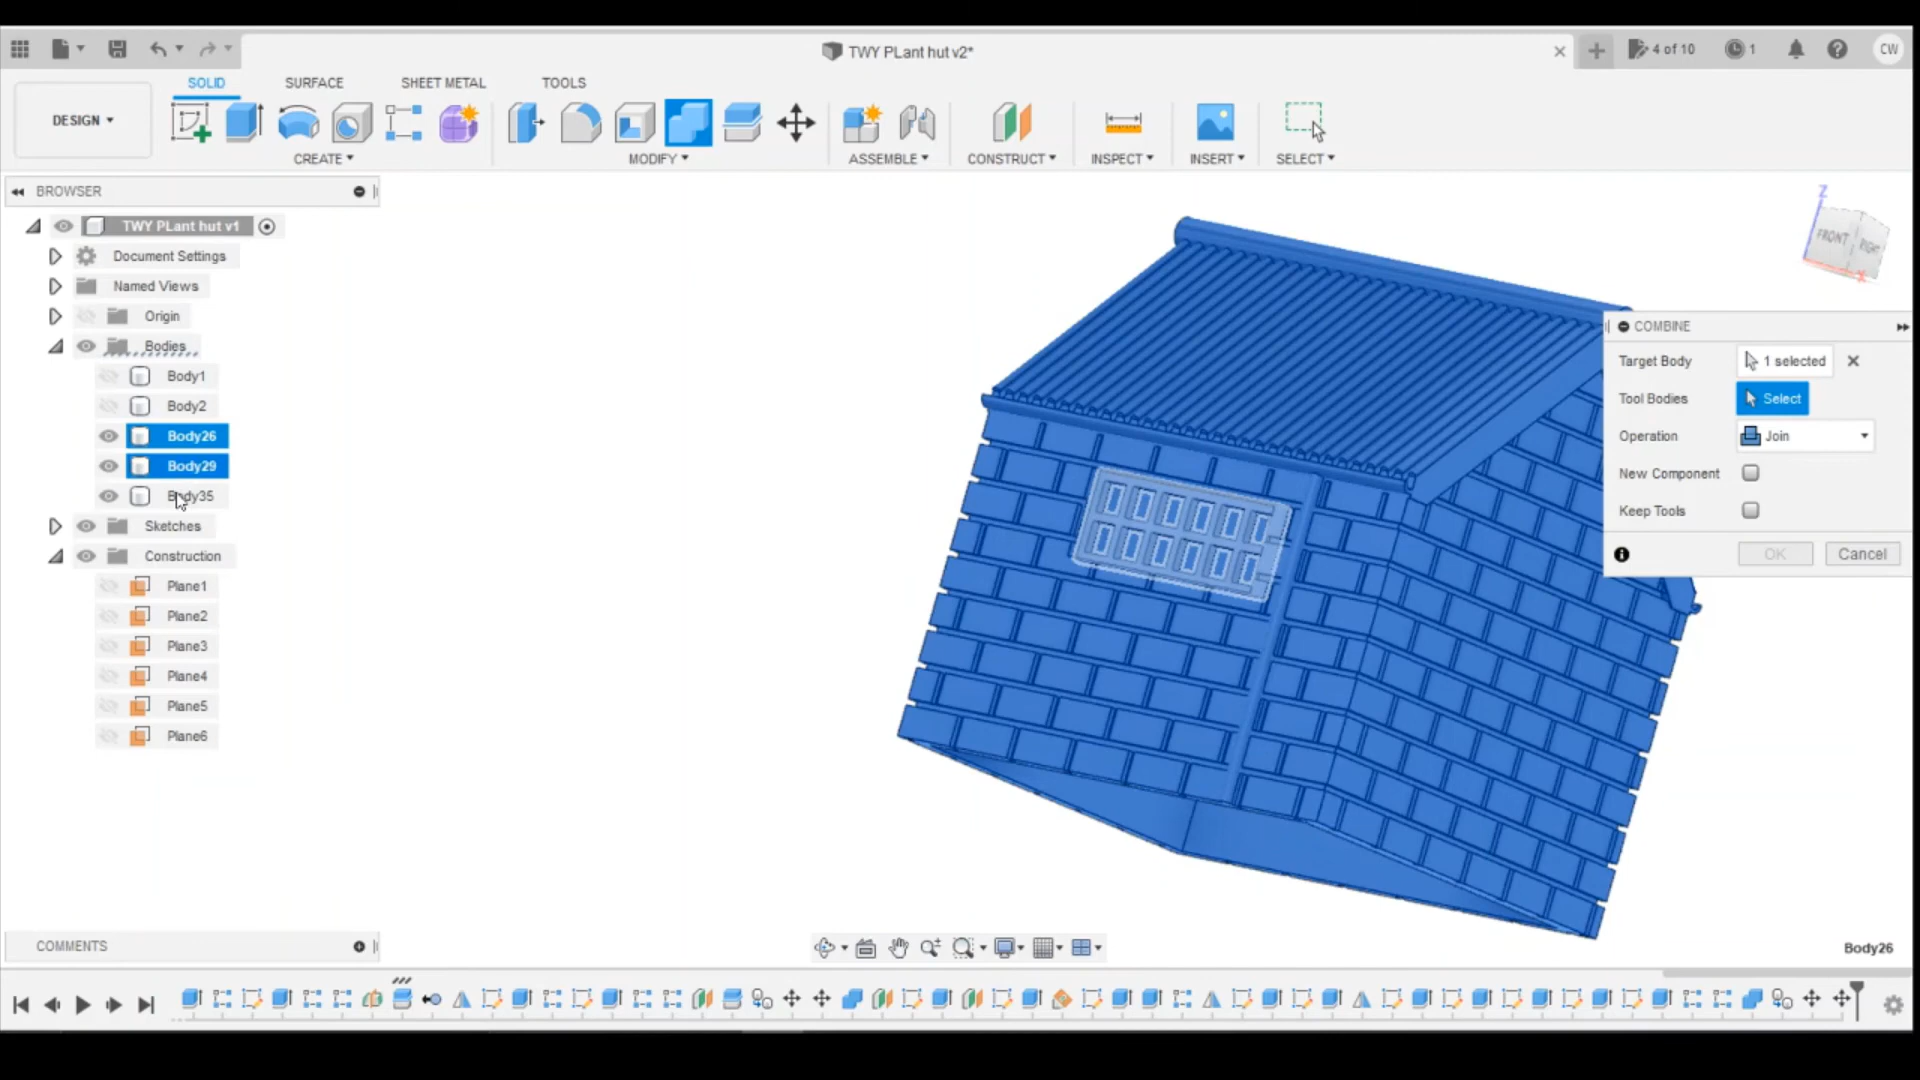 TWY PLant hut v2*
4 of 10
1
CW
SOLID
SURFACE
SHEET METAL
TOOLS
DESIGN
CREATE
MODIFY
ASSEMBLE
CONSTRUCT
INSPECT
INSERT
SELECT
BROWSER
TWY PLant hut v1
Document Settings
Named Views
Origin
Bodies
Body1
Body2
Body26
Body29
Body35
Sketches
Construction
Plane1
Plane2
Plane3
Plane4
Plane5
Plane6
Z
FRONT
RIGHT
X
COMBINE
Target Body
1 selected
Tool Bodies
Select
Operation
Join
New Component
Keep Tools
OK
Cancel
COMMENTS
Body26